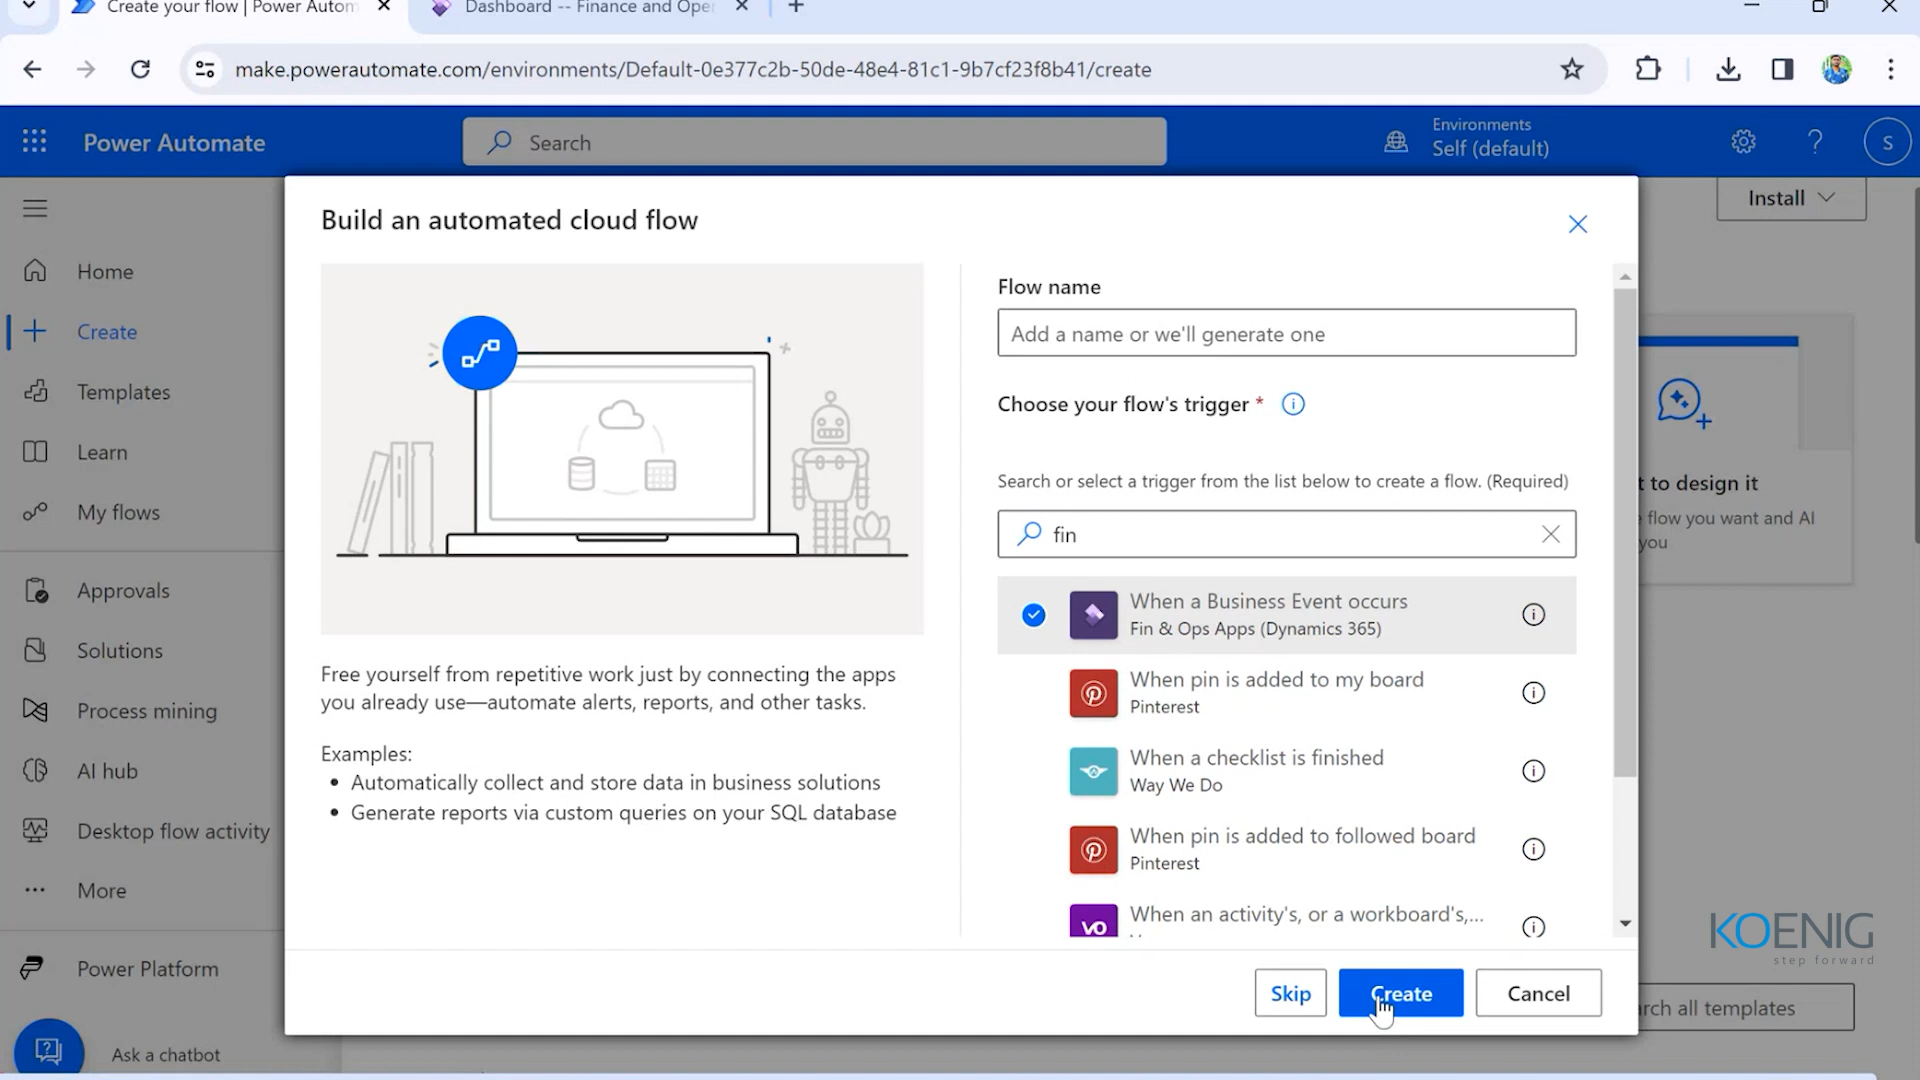 Create your flow | Power Autom
Dashboard -- Finance and Oper
make.powerautomate.com/environments/Default-0e377c2b-50de-48e4-81c1-9b7cf23f8b41/create
Power Automate
Search
Environments
Self (default)
S
Install
Home
Create
Templates
Learn
My flows
Approvals
Solutions
Process mining
AI hub
Desktop flow activity
More
Power Platform
Ask a chatbot
Build an automated cloud flow
Free yourself from repetitive work just by connecting the apps
you already use—automate alerts, reports, and other tasks.
Examples:
• Automatically collect and store data in business solutions
• Generate reports via custom queries on your SQL database
Flow name
Add a name or we'll generate one
Choose your flow's trigger *
Search or select a trigger from the list below to create a flow. (Required)
fin
When a Business Event occurs
Fin & Ops Apps (Dynamics 365)
When pin is added to my board
Pinterest
When a checklist is finished
Way We Do
When pin is added to followed board
Pinterest
vo
When an activity's, or a workboard's,...
Skip
Create
Cancel
t to design it
flow you want and AI
you
KOENIG
step forward
rch all templates